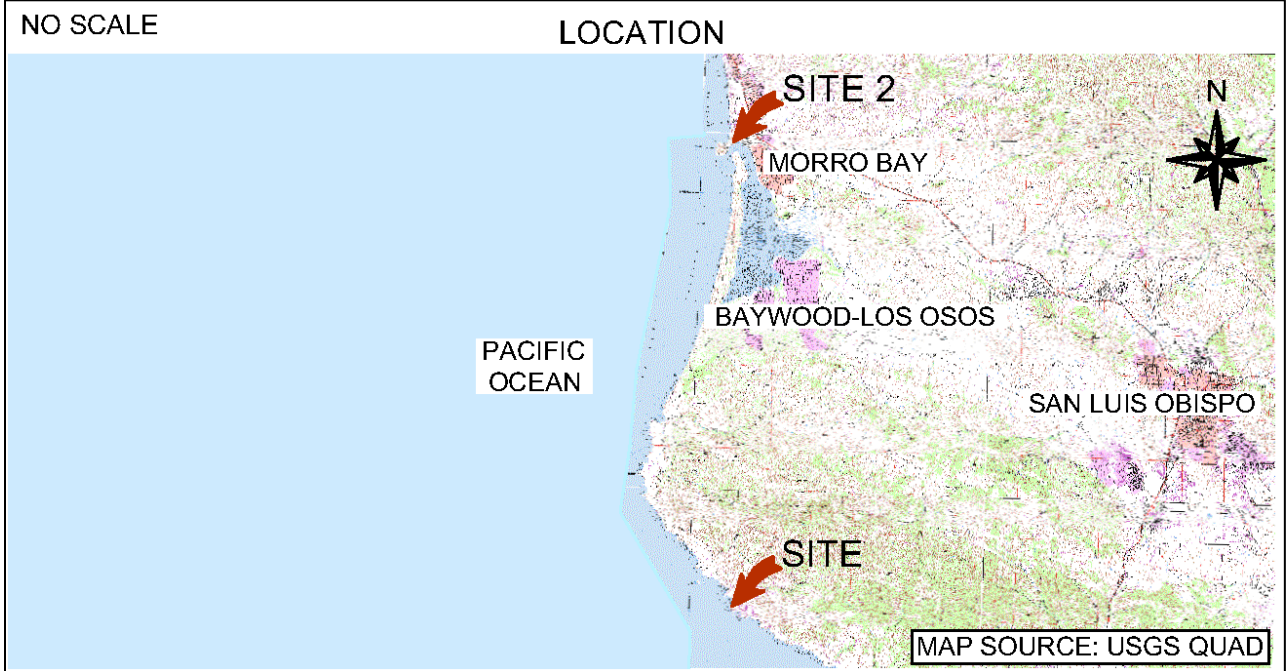 NO SCALE
LOCATION
SITE 2
N
MORRO BAY
BAYWOOD-LOS OSOS
PACIFIC
OCEAN
SAN LUIS OBISPO
SITE
MAP SOURCE: USGS QUAD